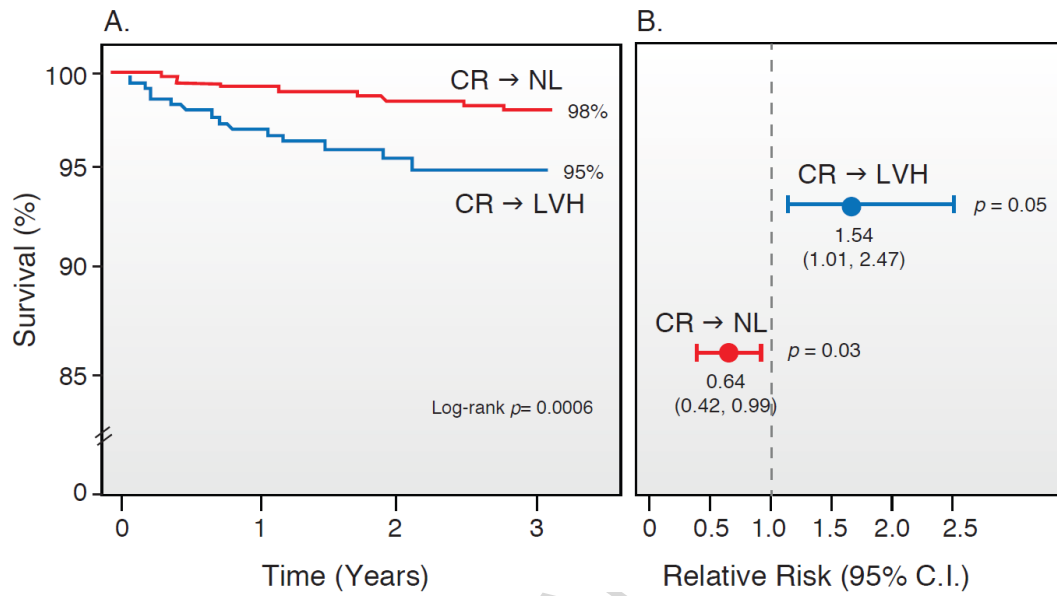 A.
100
95
90
85
0
Survival (%)
CR → NL
98%
95%
CR → LVH
Log-rank p= 0.0006
0 1 2 3
Time (Years)
B.
CR → LVH
p = 0.05
1.54
(1.01, 2.47)
CR → NL
p = 0.03
0.64
(0.42, 0.99)
0 0.5 1.0 1.5 2.0 2.5
Relative Risk (95% C.I.)